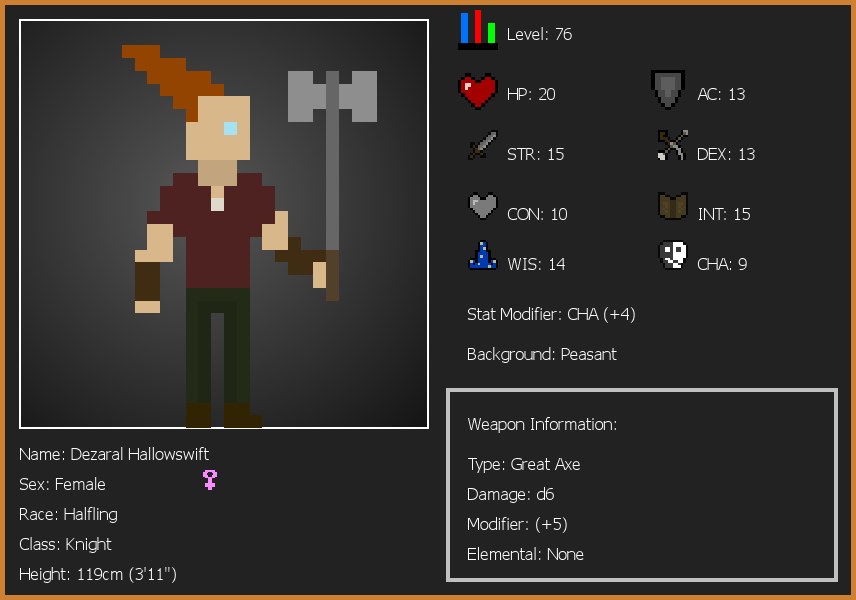 Level: 76
HP: 20
AC: 13
STR: 15
DEX: 13
CON: 10
INT: 15
WIS: 14
CHA: 9
Stat Modifier: CHA (+4)
Background: Peasant
Weapon Information:
Type: Great Axe
Damage: d6
Modifier: (+5)
Elemental: None
Name: Dezaral Hallowswift
Sex: Female
Race: Halfling
Class: Knight
Height: 119cm (3'11")